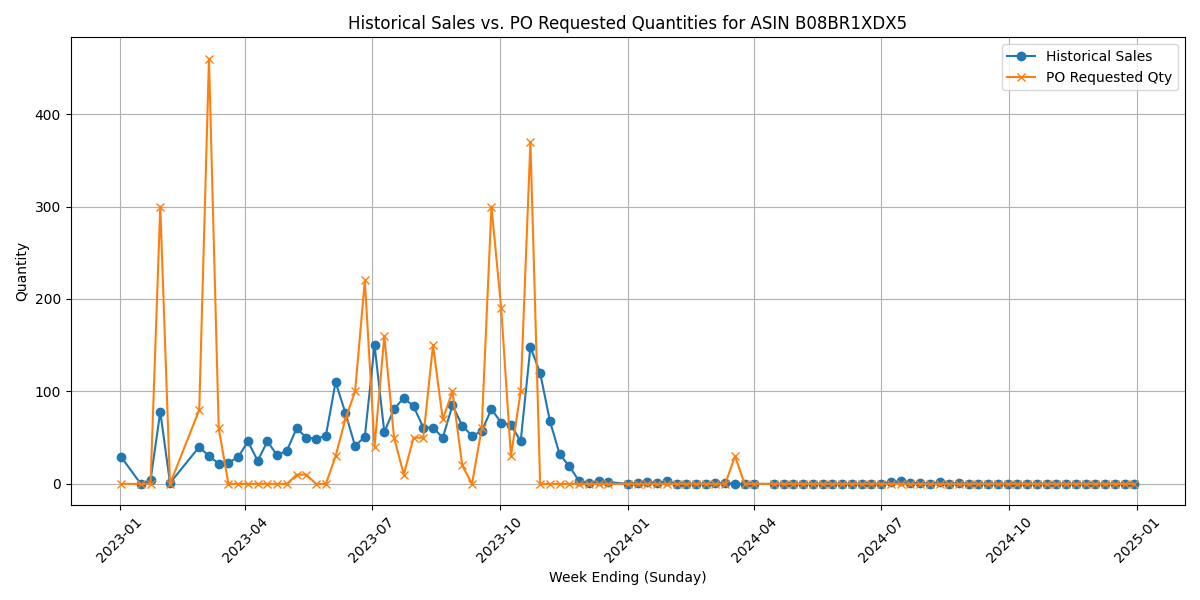 Historical Sales vs. PO Requested Quantities for ASIN B08BR1XDX5
Historical Sales
PO Requested Qty
Quantity
400
300
200
100
0
2023-01
2023-04
2023-07
2023-10
2024-01
2024-04
2024-07
2024-10
2025-01
Week Ending (Sunday)